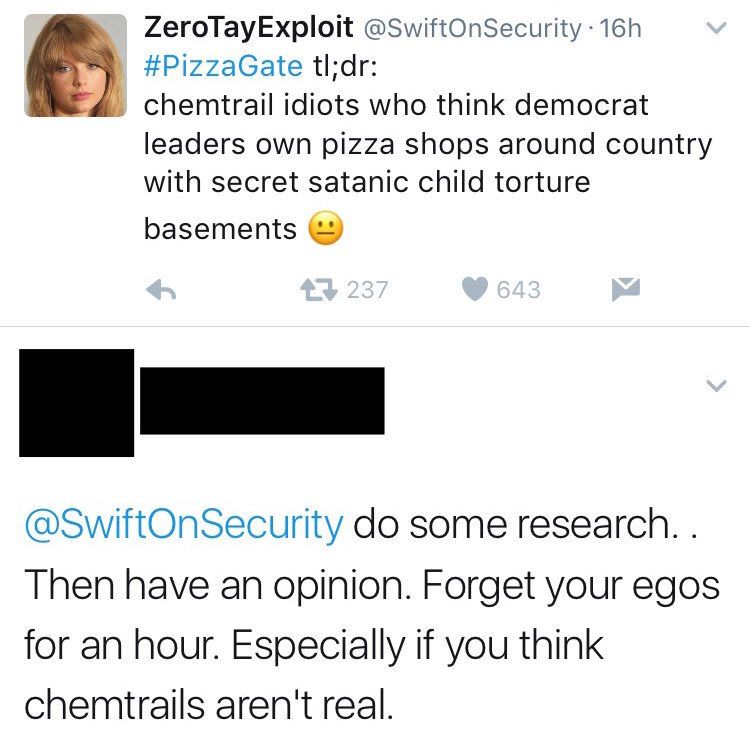 ZeroTayExploit @SwiftOnSecurity · 16h
#PizzaGate tl;dr:
chemtrail idiots who think democrat
leaders own pizza shops around country
with secret satanic child torture
basements 😐
237 643
@SwiftOnSecurity do some research. .
Then have an opinion. Forget your egos
for an hour. Especially if you think
chemtrails aren't real.